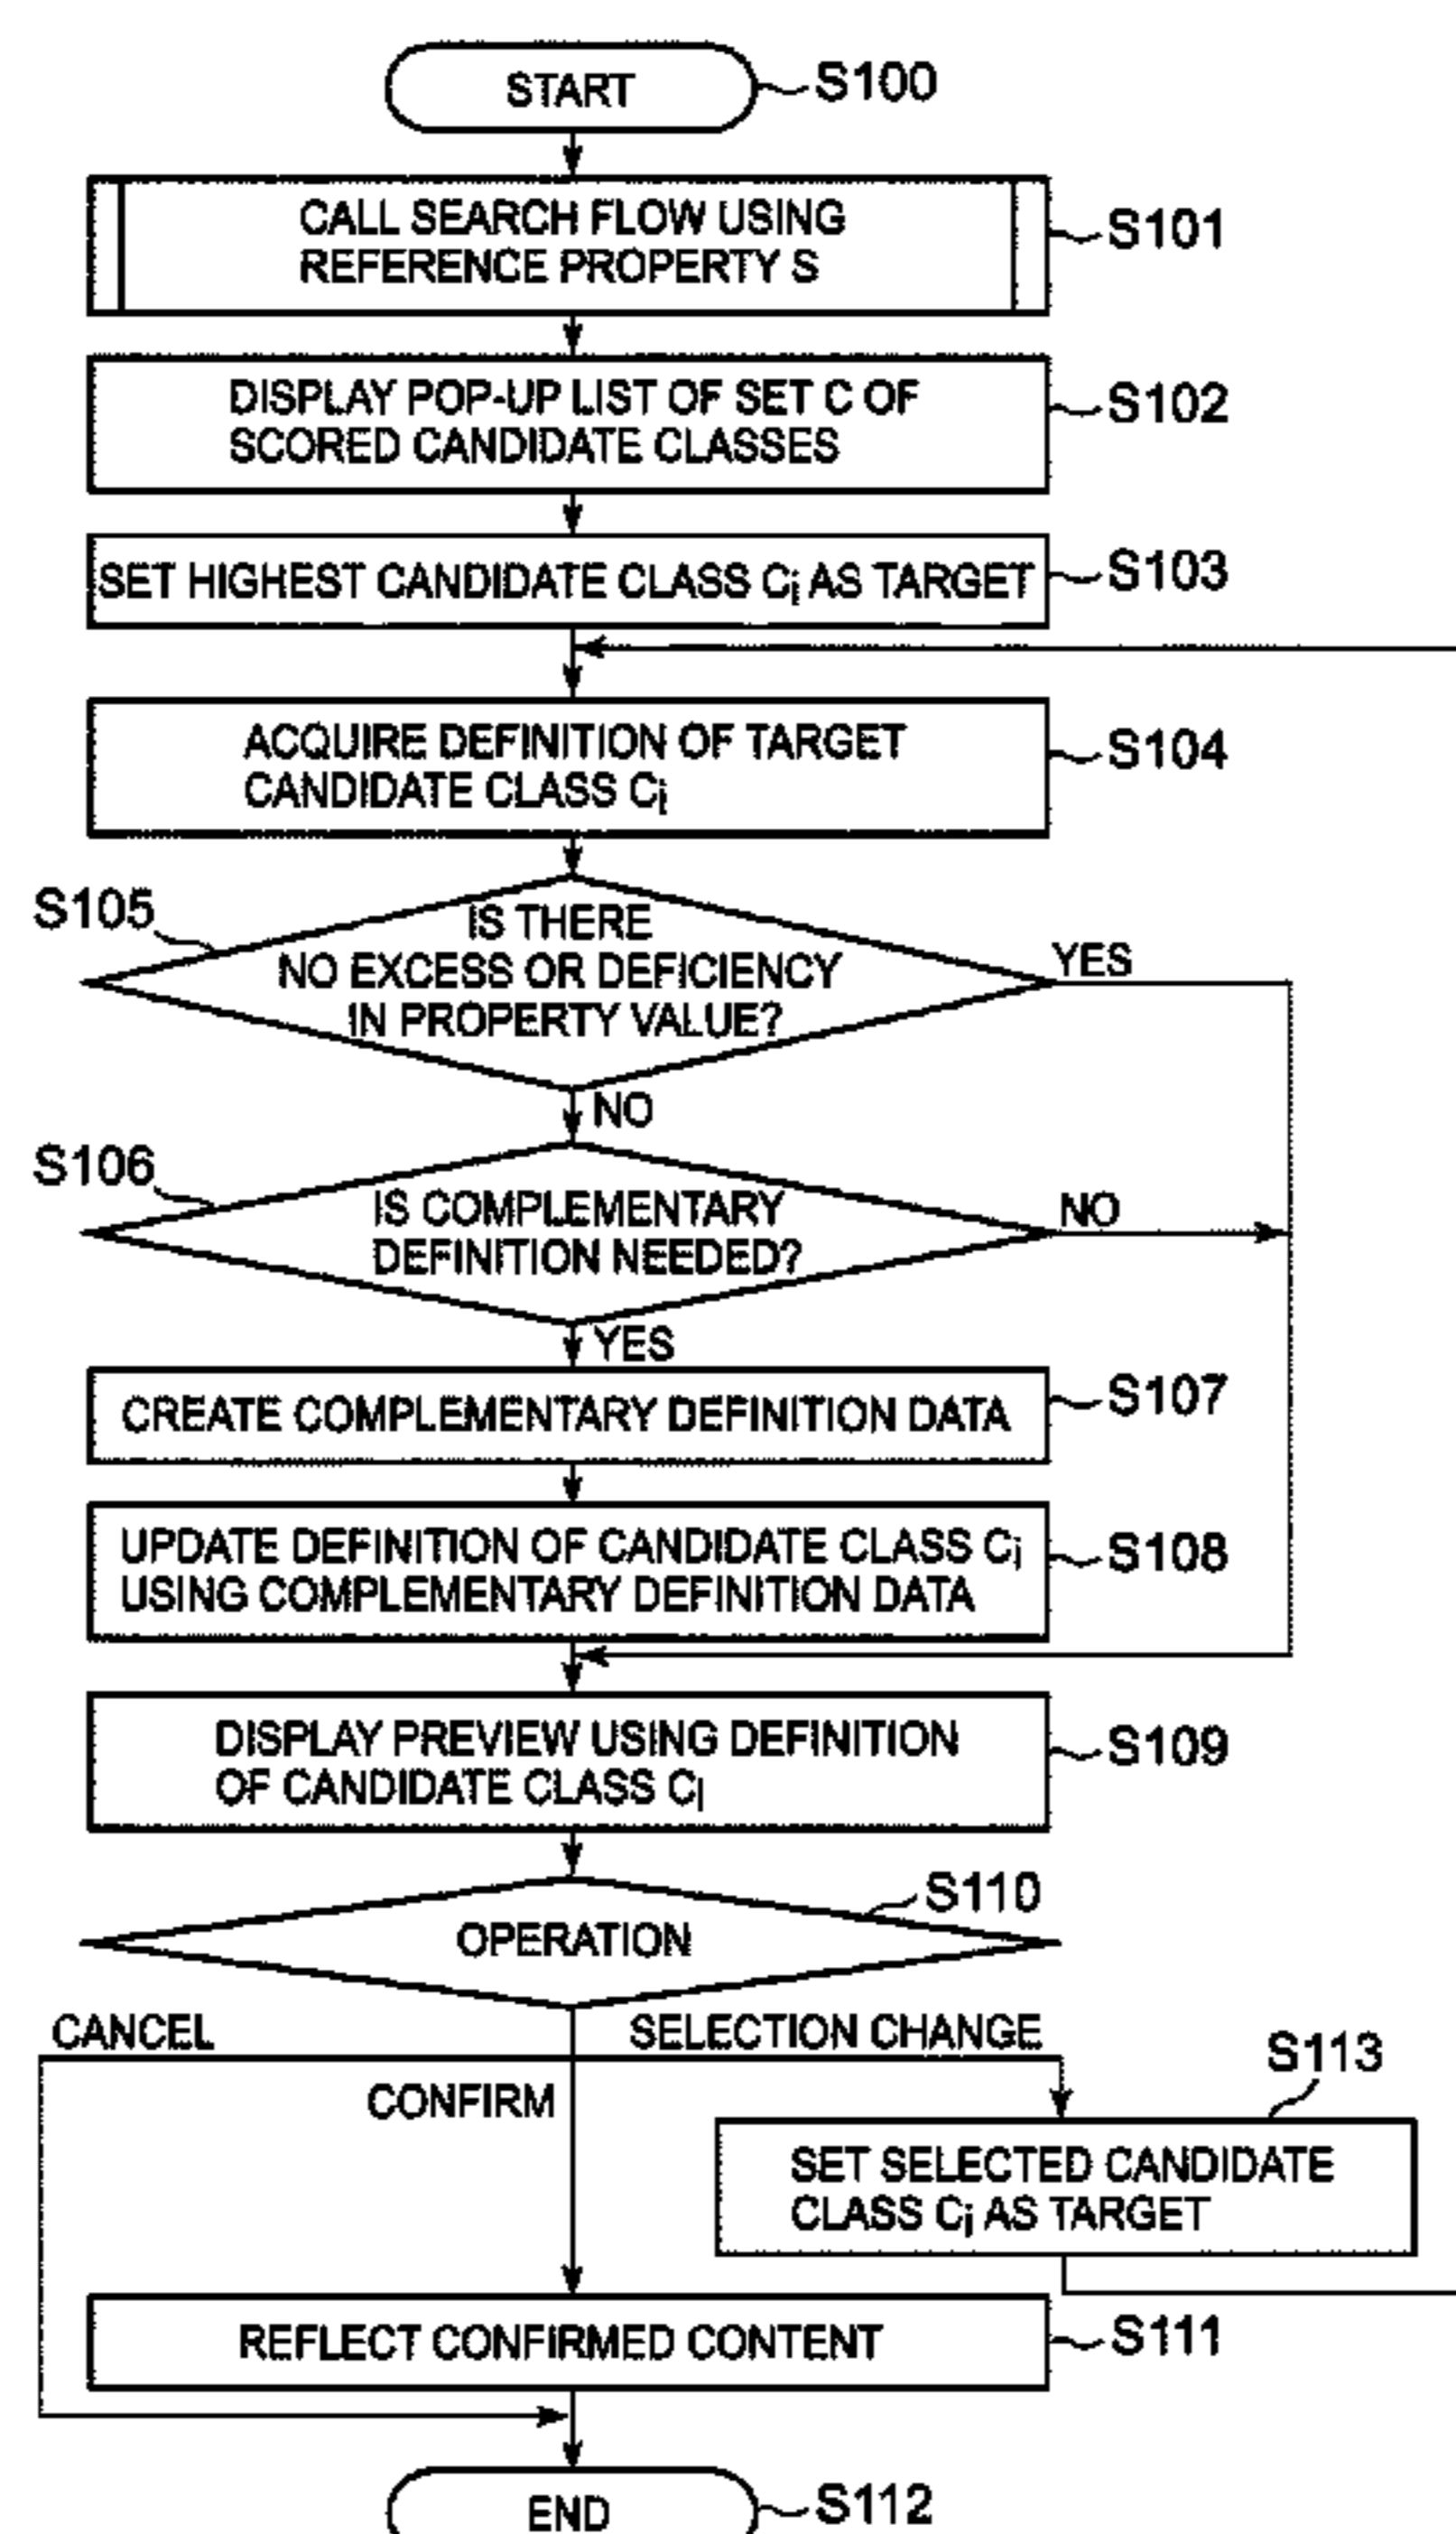 START
S100
CALL SEARCH FLOW USING
REFERENCE PROPERTY S
S101
DISPLAY POP-UP LIST OF SET C OF
SCORED CANDIDATE CLASSES
S102
SET HIGHEST CANDIDATE CLASS Ci AS TARGET
S103
ACQUIRE DEFINITION OF TARGET
CANDIDATE CLASS Ci
S104
S105
IS THERE
NO EXCESS OR DEFICIENCY
IN PROPERTY VALUE?
YES
NO
S106
IS COMPLEMENTARY
DEFINITION NEEDED?
NO
YES
CREATE COMPLEMENTARY DEFINITION DATA
S107
UPDATE DEFINITION OF CANDIDATE CLASS Ci
USING COMPLEMENTARY DEFINITION DATA
S108
DISPLAY PREVIEW USING DEFINITION
OF CANDIDATE CLASS Ci
S109
S110
OPERATION
CANCEL
SELECTION CHANGE
CONFIRM
S113
SET SELECTED CANDIDATE
CLASS Ci AS TARGET
REFLECT CONFIRMED CONTENT
S111
END
S112